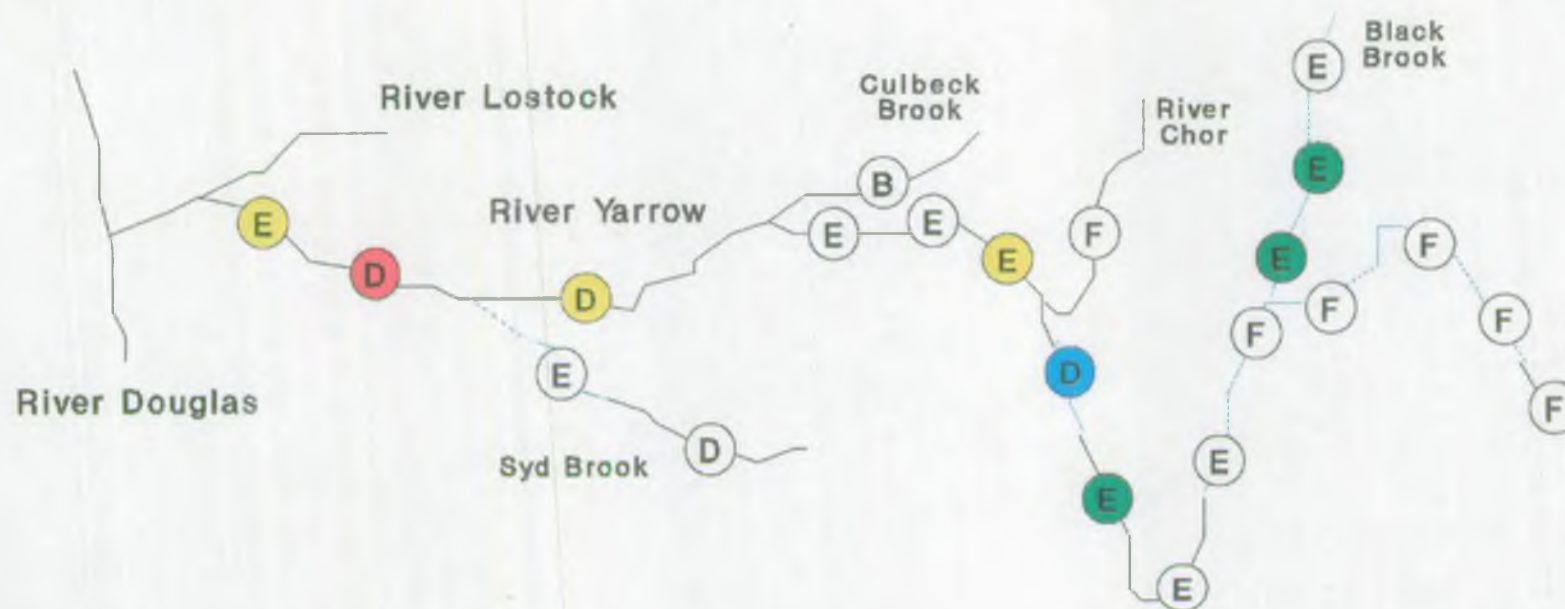 Black
Brook
E
Culbeck
Brook
River Lostock
River
Chor
E
B
River Yarrow
E
E
E
F
E
E
F
D
D
F
F
F
E
D
F
River Douglas
D
Syd Brook
E
E
E